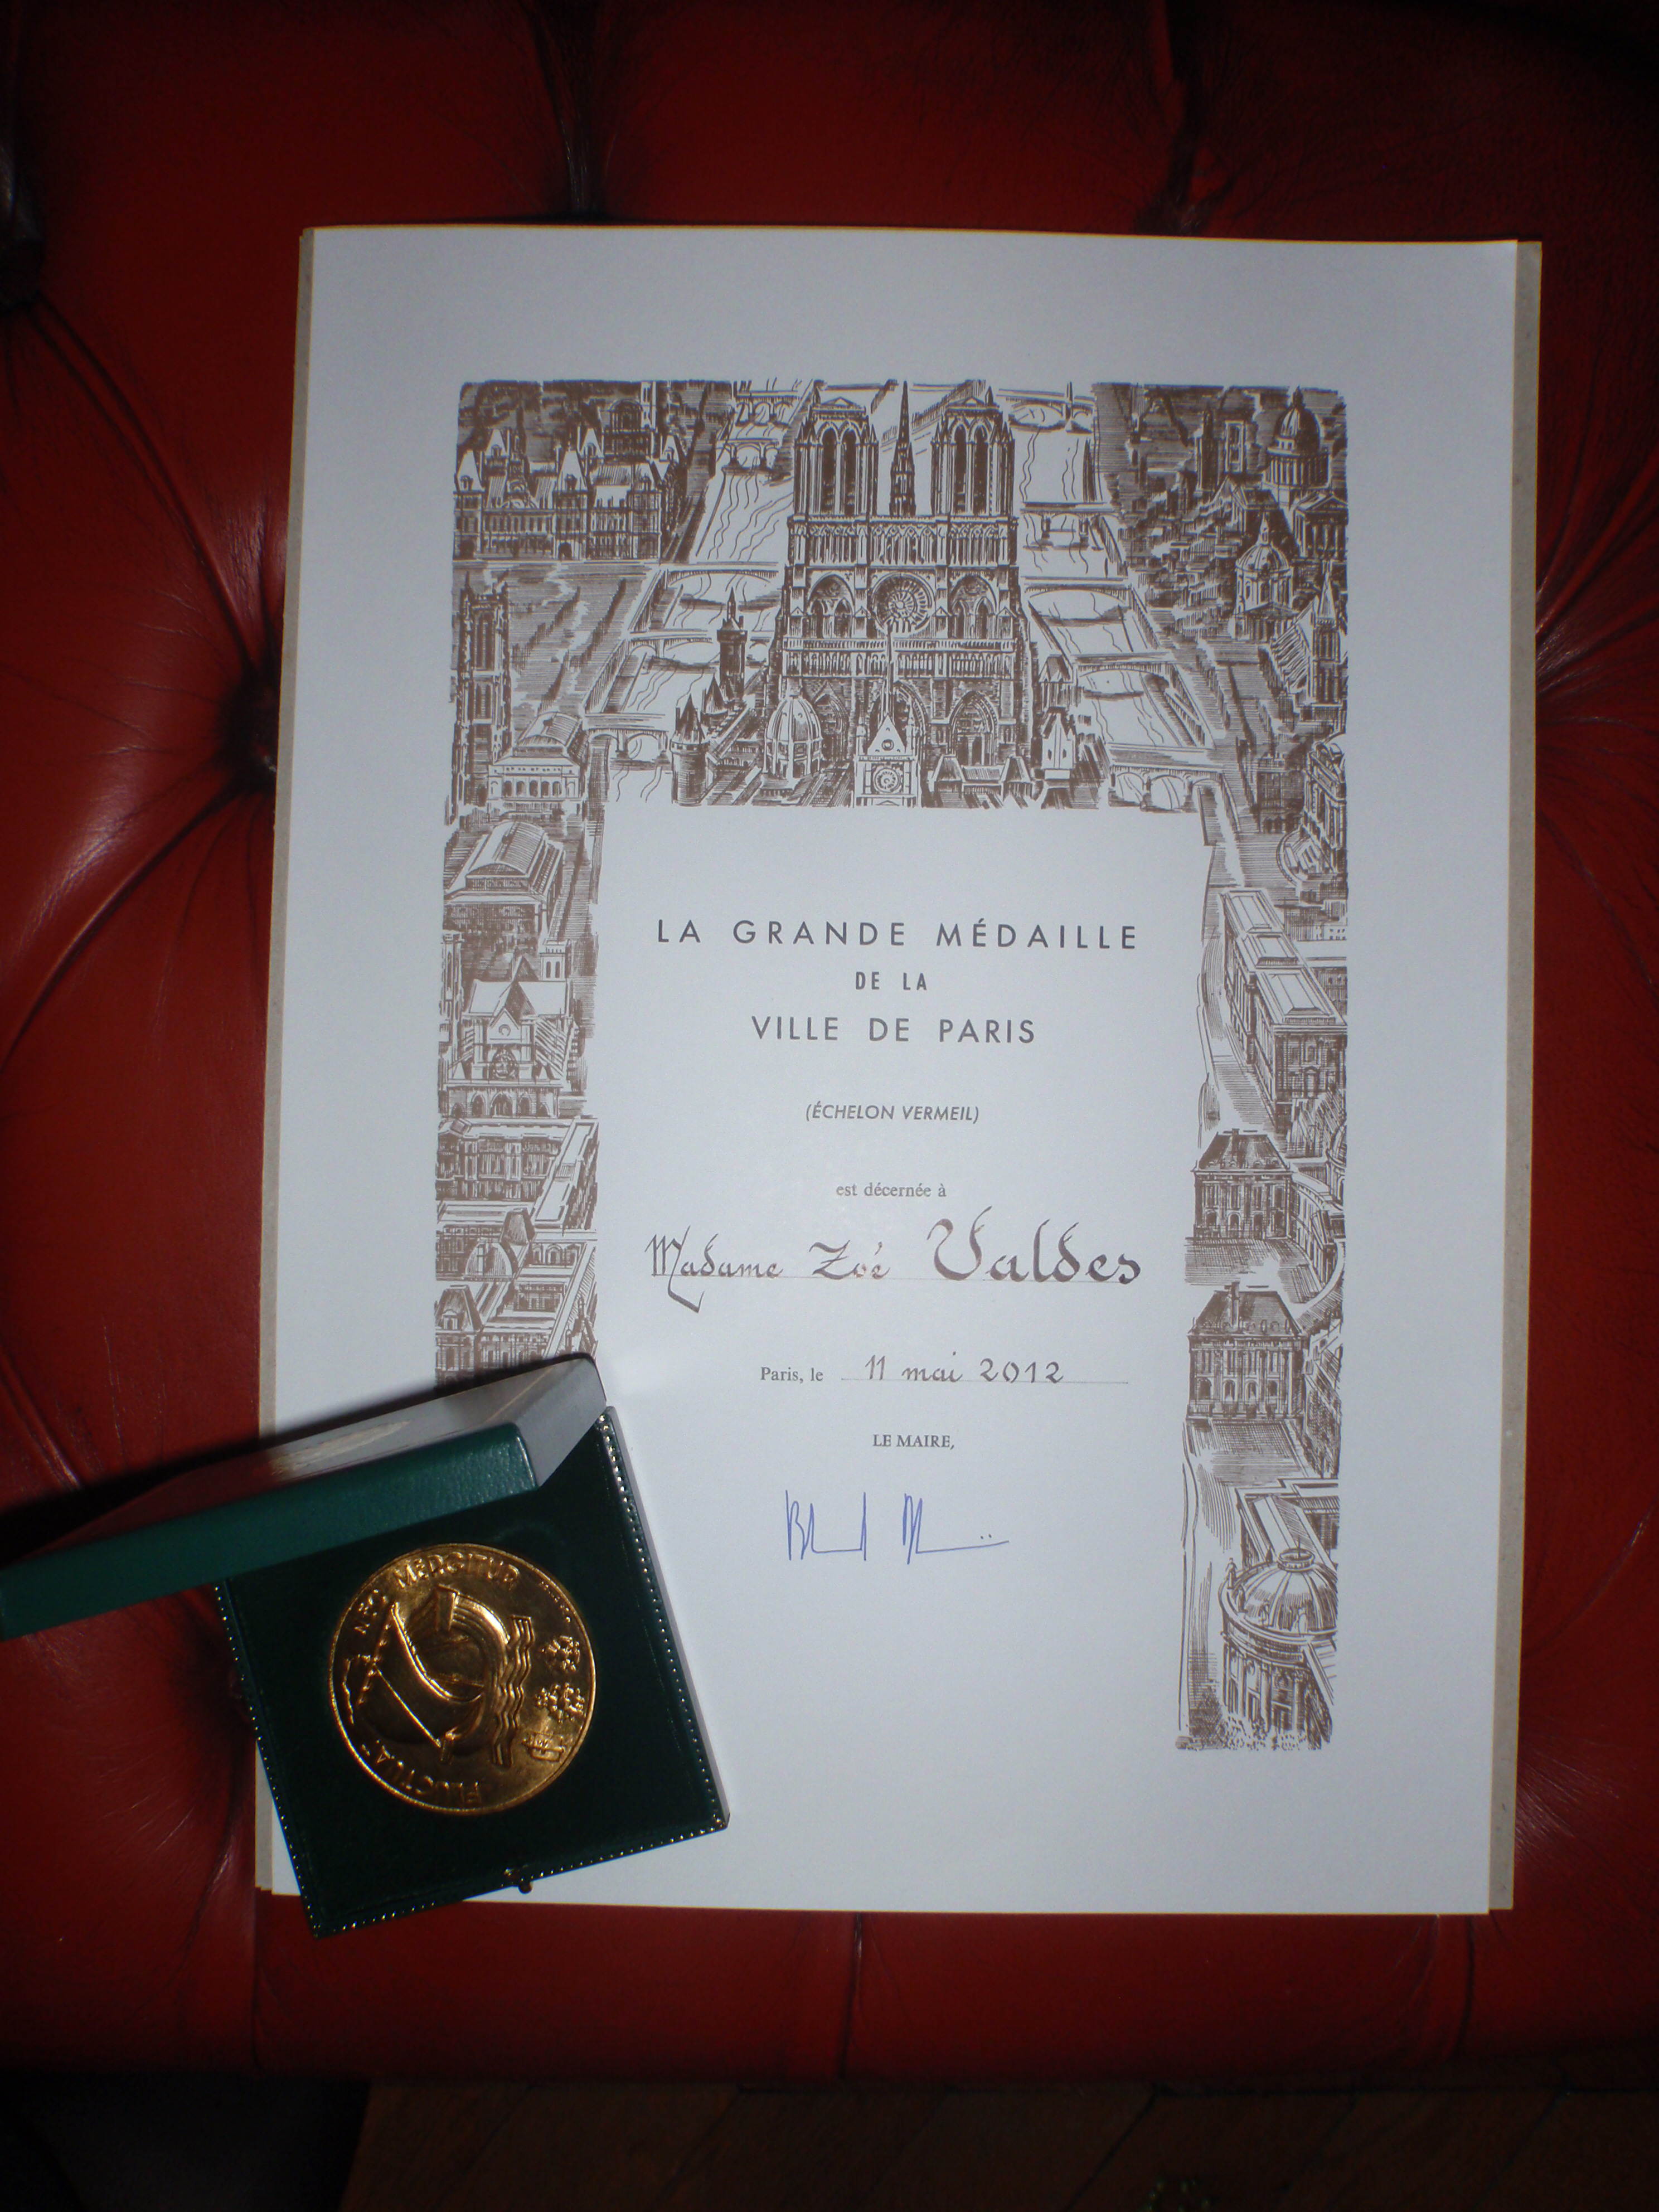 LA GRANDE MÉDAILLE
DE LA
VILLE DE PARIS
(ÉCHELON VERMEIL)
est décernée à
Madame Zoé Valdes
Paris, le 11 mai 2012
LE MAIRE,
FLUCTUAT NEC MERGITUR